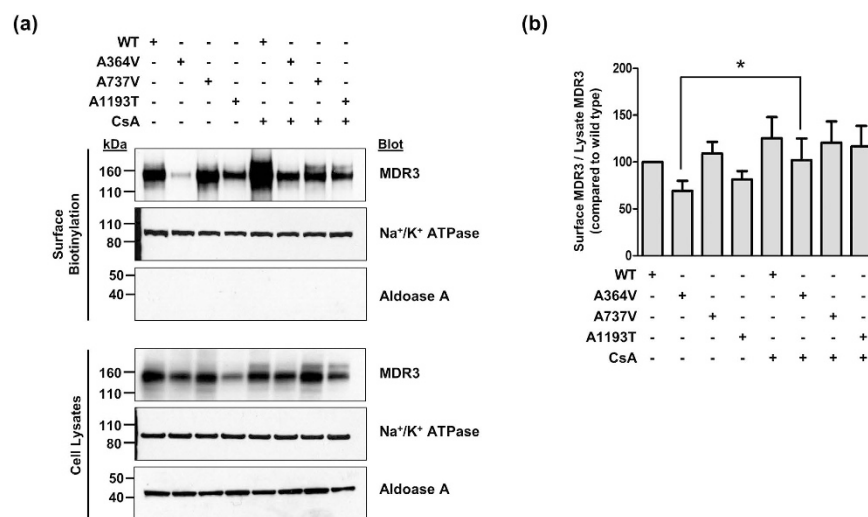 (a)
WT + - - - + - - -
A364V - + - - - + - -
A737V - - + - - - + -
A1193T - - - + - - - +
CsA - - - - + + + +
kDa Blot
Surface Biotinylation
160
110
MDR3
110
80
Na⁺/K⁺ ATPase
50
40
Aldoase A
Cell Lysates
160
110
MDR3
110
80
Na⁺/K⁺ ATPase
50
40
Aldoase A
(b)
Surface MDR3 / Lysate MDR3
(compared to wild type)
200
150
100
50
0
*
WT + - - - + - - -
A364V - + - - - + - -
A737V - - + - - - + -
A1193T - - - + - - - +
CsA - - - - + + + +